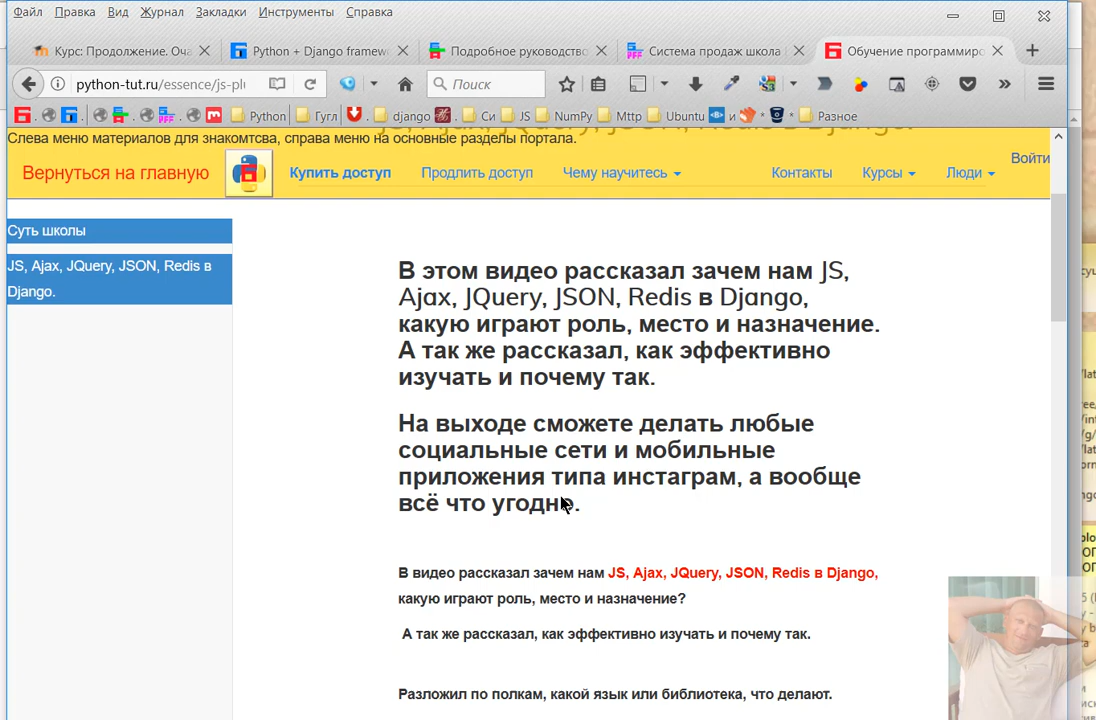 Файл Правка Вид Журнал Закладки Инструменты Справка
Курс: Продолжение. Оча Python + Django framew Подробное руководство Система продаж школа Обучение программиро
python-tut.ru/essence/js-pl Поиск
Python Гугл django Си JS NumPy Mttp Ubuntu и Разное
JS, Ajax, JQuery, JSON, Redis в Django.
Слева меню материалов для знакомтсва, справа меню на основные разделы портала.
Войти
Вернуться на главную Купить доступ Продлить доступ Чему научитесь Контакты Курсы Люди
Суть школы
JS, Ajax, JQuery, JSON, Redis в
Django.
В этом видео рассказал зачем нам JS,
Ajax, JQuery, JSON, Redis в Django,
какую играют роль, место и назначение.
А так же рассказал, как эффективно
изучать и почему так.
На выходе сможете делать любые
социальные сети и мобильные
приложения типа инстаграм, а вообще
всё что угодно.
В видео рассказал зачем нам JS, Ajax, JQuery, JSON, Redis в Django,
какую играют роль, место и назначение?
А так же рассказал, как эффективно изучать и почему так.
Разложил по полкам, какой язык или библиотека, что делают.